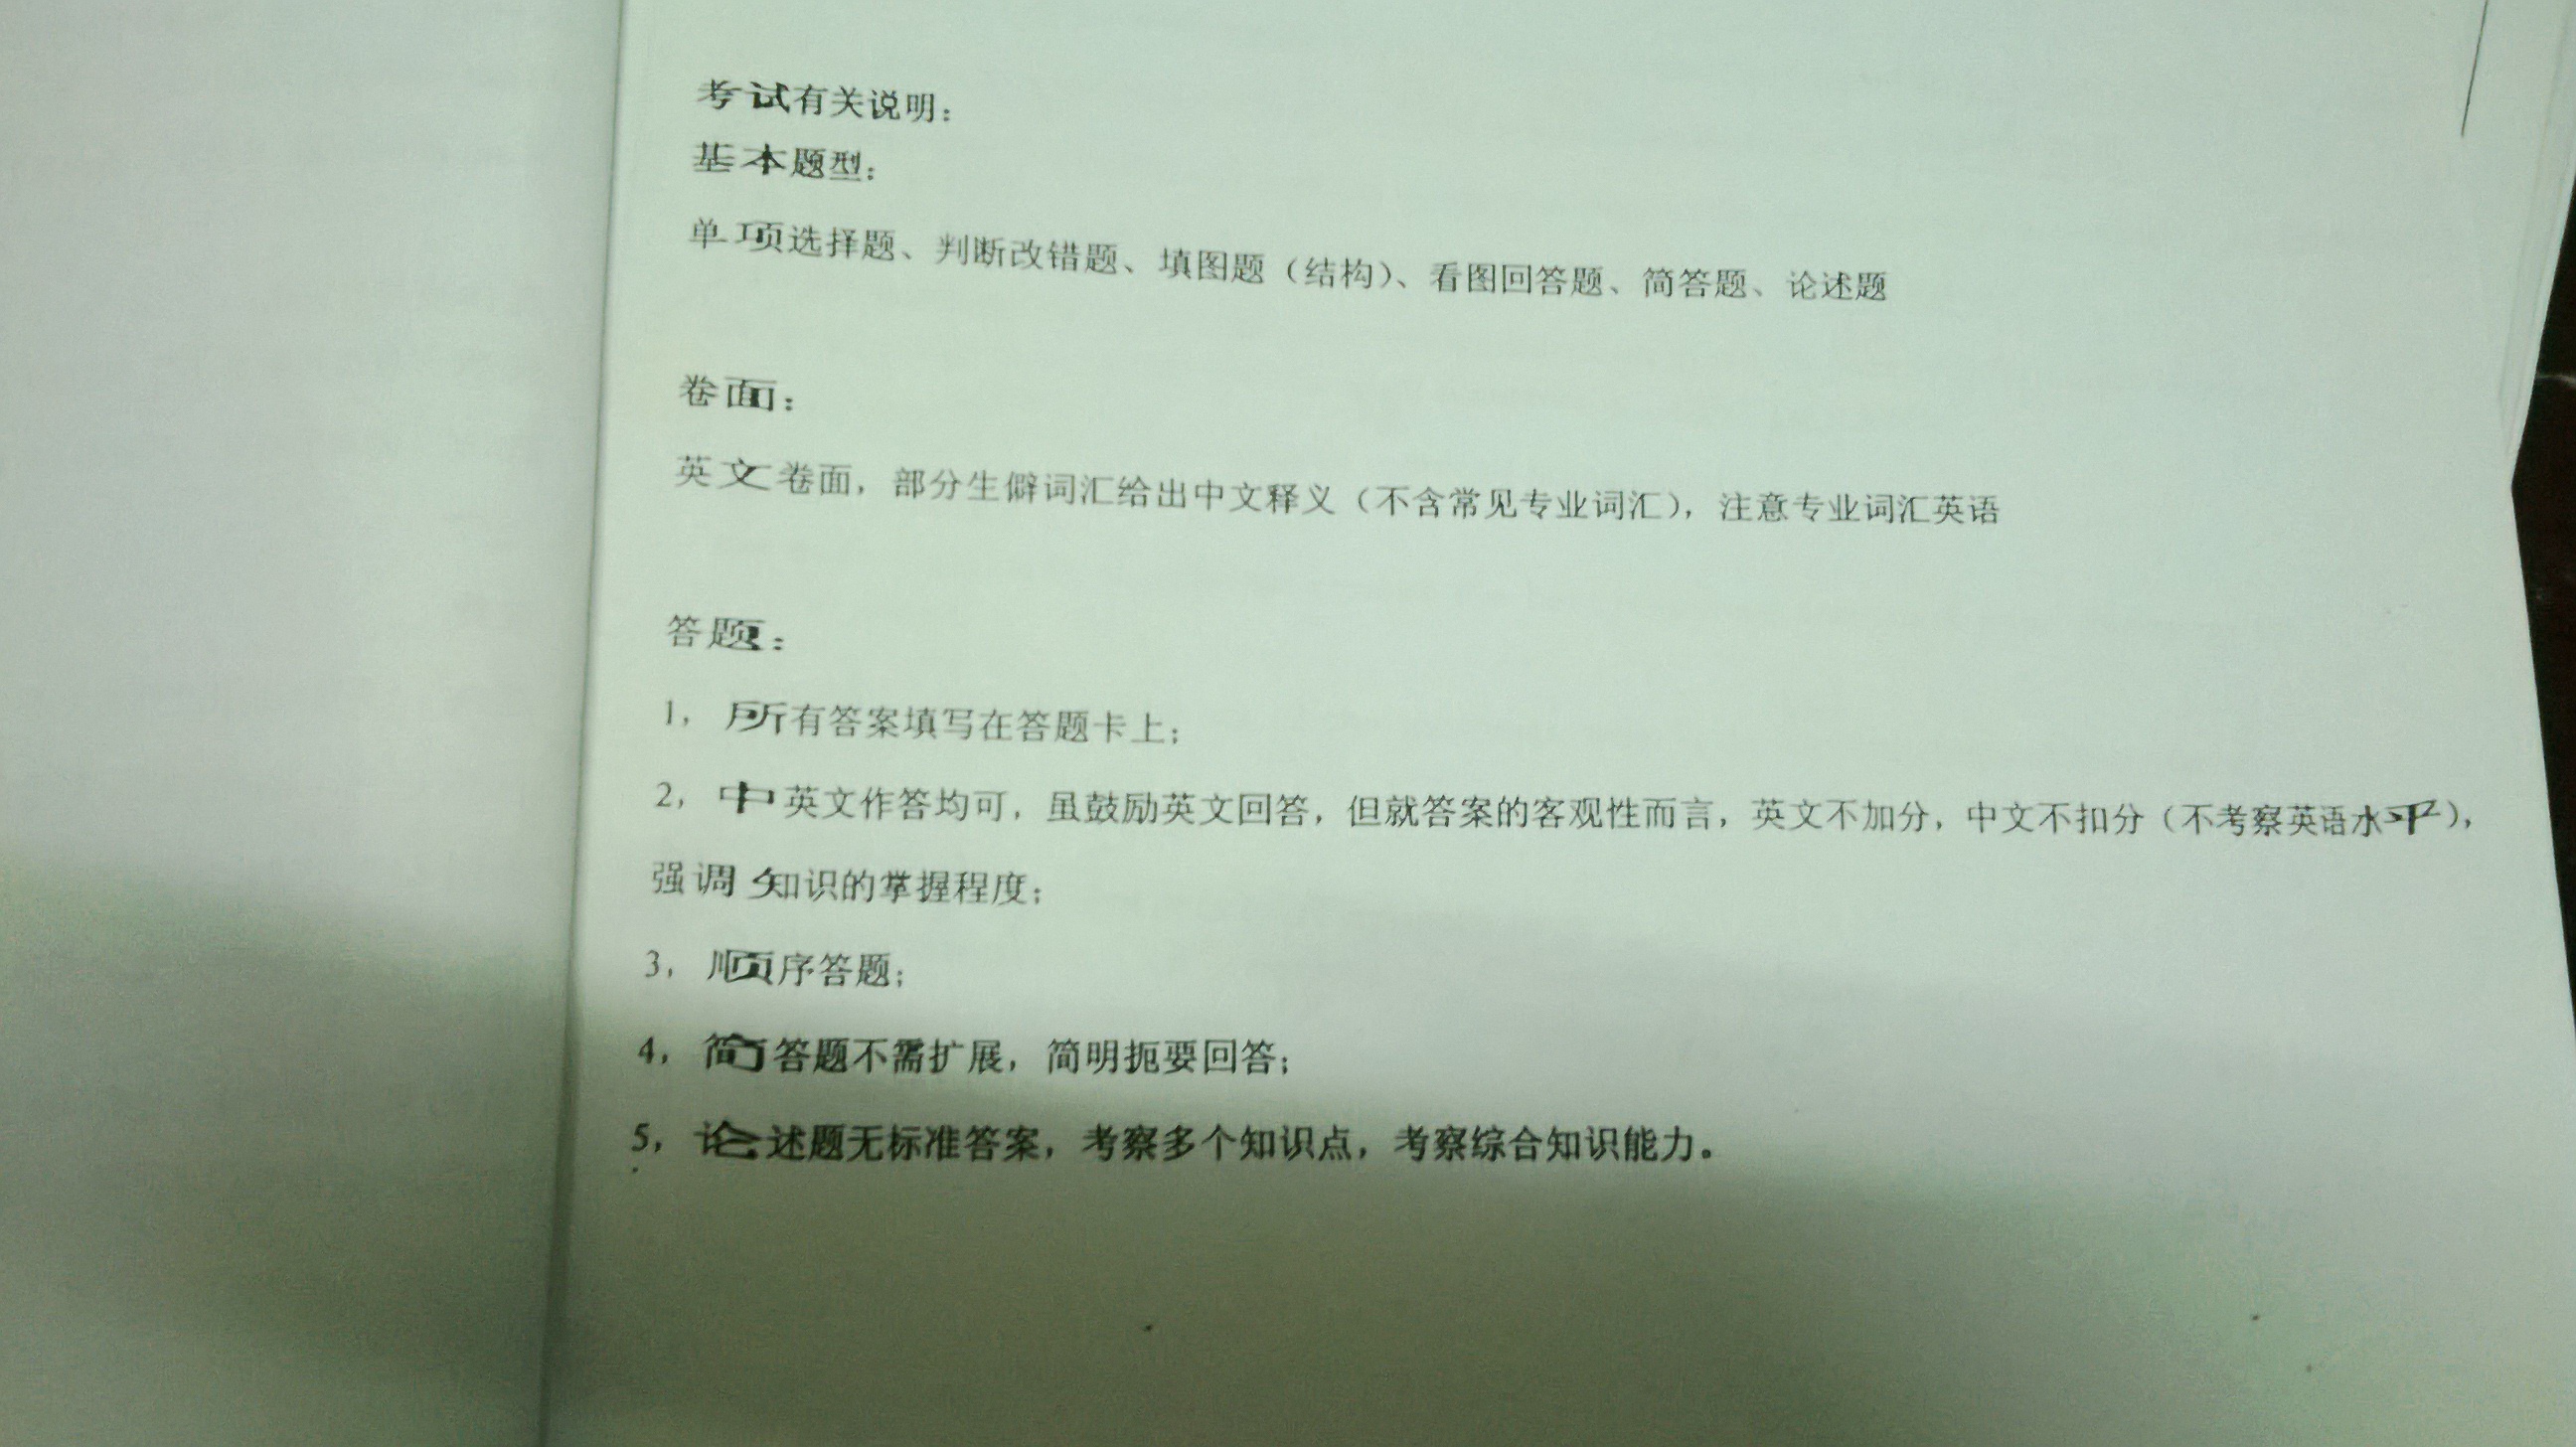 考试有关说明：
基本题型：
单项选择题、判断改错题、填图题（结构）、看图回答题、简答题、论述题
卷面：
英文卷面，部分生僻词汇给出中文释义（不含常见专业词汇），注意专业词汇英语
答题：
1，所有答案填写在答题卡上；
2，中英文作答均可，虽鼓励英文回答，但就答案的客观性而言，英文不加分，中文不扣分（不考察英语水平），
强调知识的掌握程度；
3，顺序答题；
4，简答题不需扩展，简明扼要回答；
5，论述题无标准答案，考察多个知识点，考察综合知识能力。